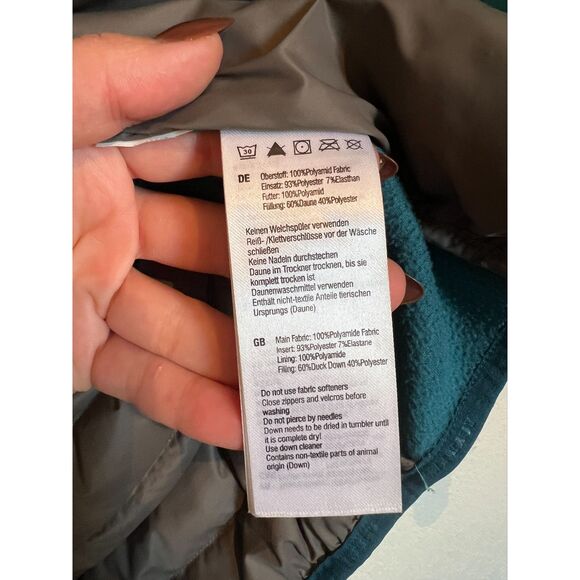 30
DE Oberstoff: 100%Polyamid Fabric
Einsatz: 93%Polyester 7%Elasthan
Futter: 100%Polyamid
Füllung: 60%Daune 40%Polyester
Keinen Weichspüler verwenden
Reiß- /Klettverschlüsse vor der Wäsche
schließen
Keine Nadeln durchstechen
Daune im Trockner trocknen, bis sie
komplett trocken ist
Daunenwaschmittel verwenden
Enthält nicht-textile Anteile tierischen
Ursprungs (Daune)
GB Main Fabric: 100%Polyamide Fabric
Insert: 93%Polyester 7%Elastane
Lining: 100%Polyamide
Filling: 60%Duck Down 40%Polyester
Do not use fabric softeners
Close zippers and velcros before
washing
Do not pierce by needles
Down needs to be dried in tumbler until
it is complete dry!
Use down cleaner
Contains non-textile parts of animal
origin (Down)